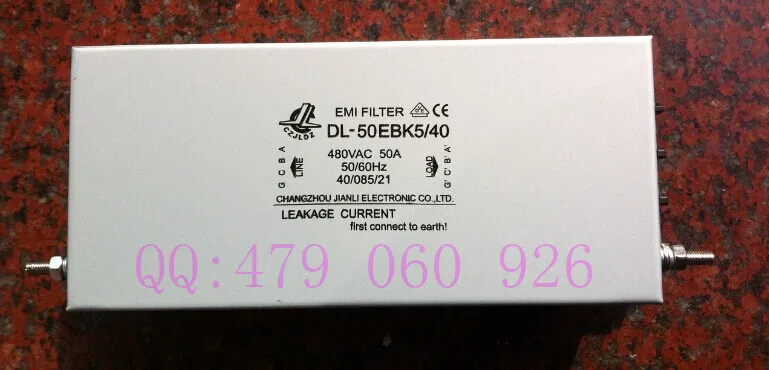 EMI FILTER CE
CZJLDZ
DL-50EBK5/40
480VAC 50A
50/60Hz
40/085/21
G C B A
LINE
LOAD
G' C' B' A'
CHANGZHOU JIANLI ELECTRONIC CO.,LTD.
LEAKAGE CURRENT
first connect to earth!
QQ:479 060 926